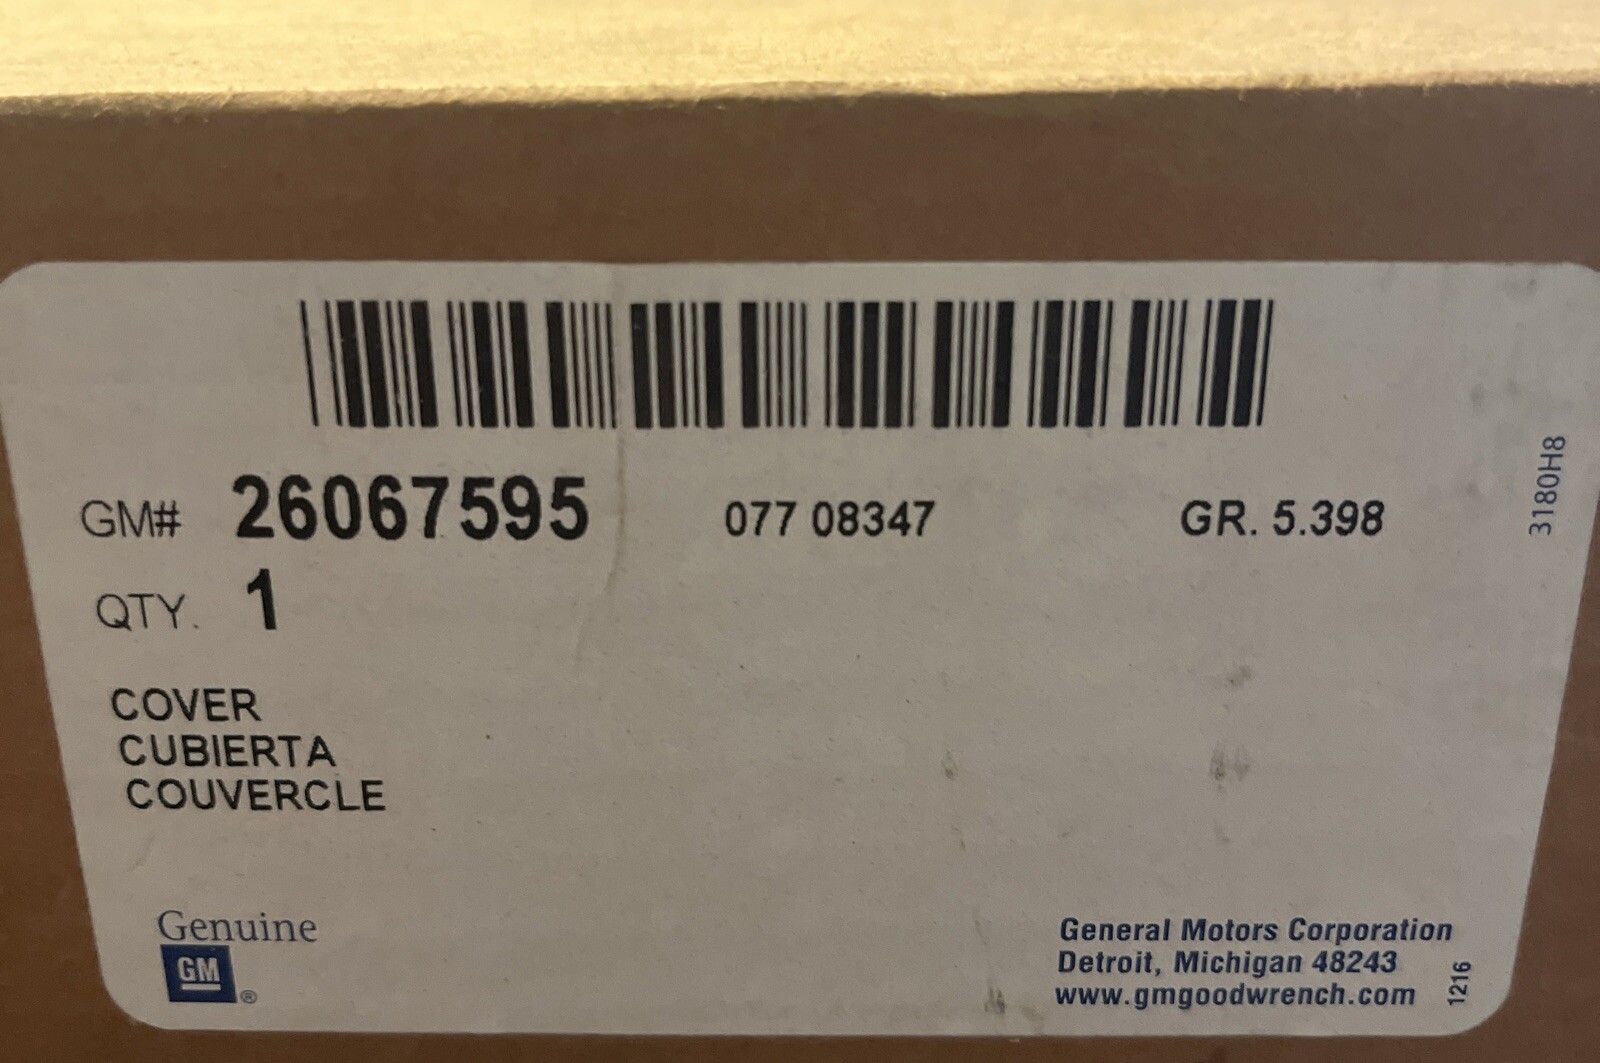 GM# 26067595 077 08347 GR. 5.398
3180H8
QTY. 1
COVER
CUBIERTA
COUVERCLE
Genuine
GM
®
General Motors Corporation
Detroit, Michigan 48243
www.gmgoodwrench.com
1216